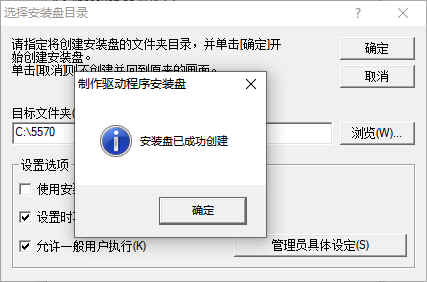 选择安装盘目录
请指定将创建安装盘的文件夹目录，并单击[确定]开
始创建安装盘。
单击[取消]则不创建并回到原来的画面。
确定
取消
制作驱动程序安装盘
目标文件夹(
C:\5570
浏览(W)...
安装盘已成功创建
设置选项
使用安
设置时
确定
允许一般用户执行(K)
管理员具体设定(S)